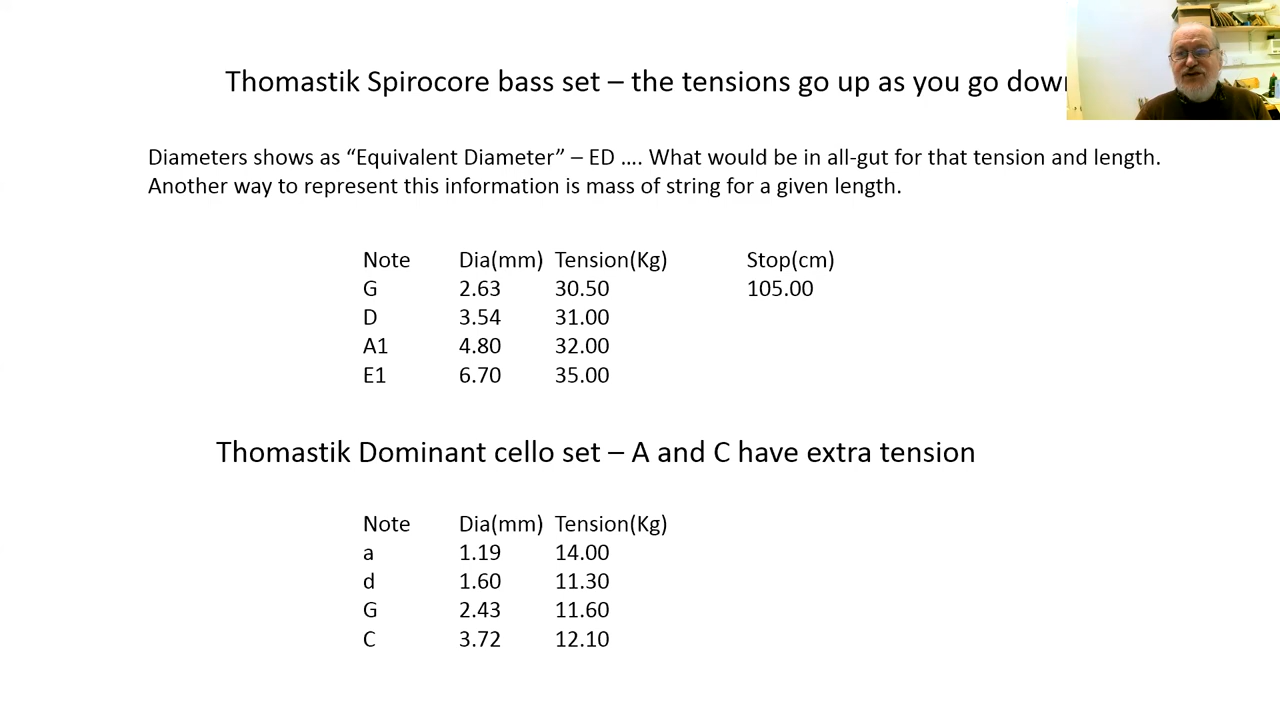 Thomastik Spirocore bass set – the tensions go up as you go down
Diameters shows as “Equivalent Diameter” – ED …. What would be in all-gut for that tension and length.
Another way to represent this information is mass of string for a given length.
Note Dia(mm) Tension(Kg) Stop(cm)
G 2.63 30.50 105.00
D 3.54 31.00
A1 4.80 32.00
E1 6.70 35.00
Thomastik Dominant cello set – A and C have extra tension
Note Dia(mm) Tension(Kg)
a 1.19 14.00
d 1.60 11.30
G 2.43 11.60
C 3.72 12.10